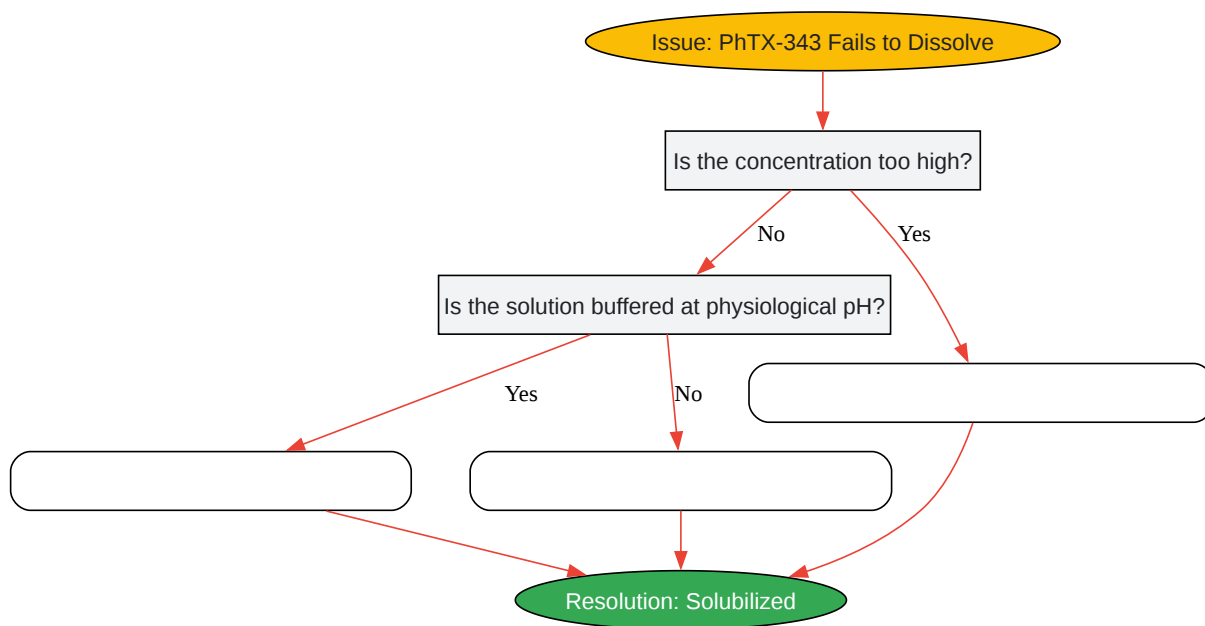 Issue: PhTX-343 Fails to Dissolve
Is the concentration too high?
No
Yes
Is the solution buffered at physiological pH?
Yes
No
Resolution: Solubilized